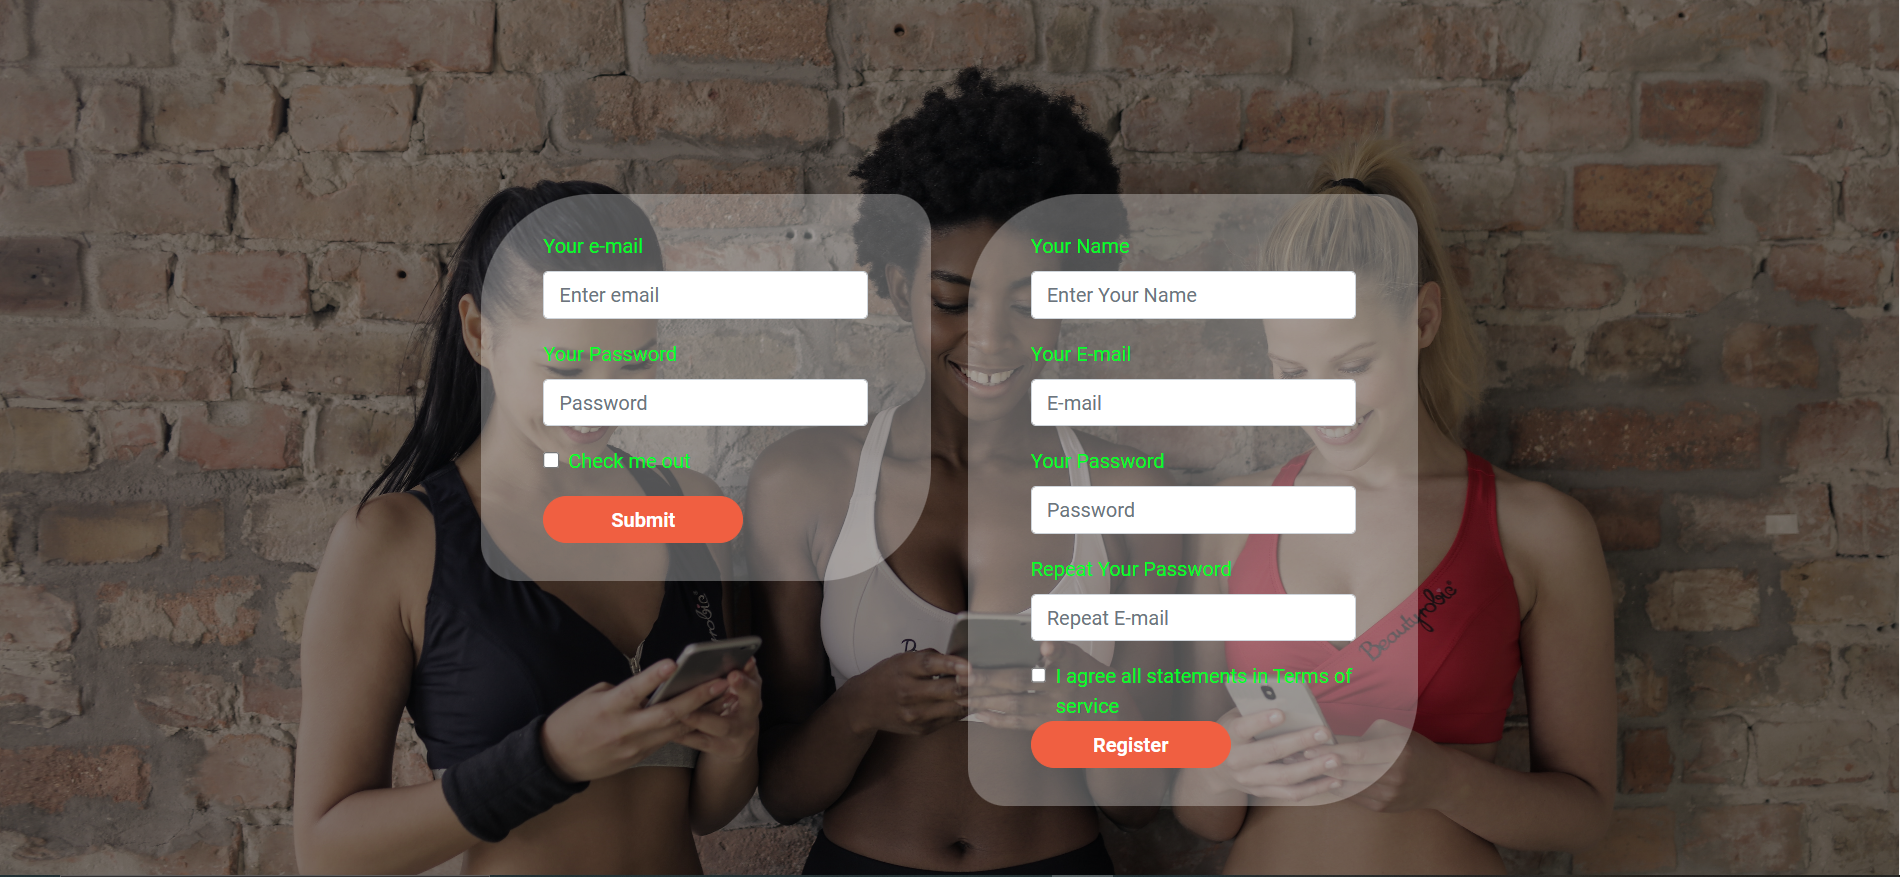 Your e-mail
Enter email
Your Password
Password
Check me out
Submit
Your Name
Enter Your Name
Your E-mail
E-mail
Your Password
Password
Repeat Your Password
Repeat E-mail
I agree all statements in Terms of
service
Register
Beautyrobic